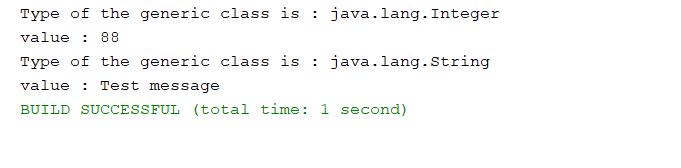 Type of the generic class is : java.lang.Integer
value : 88
Type of the generic class is : java.lang.String
value : Test message
BUILD SUCCESSFUL (total time: 1 second)